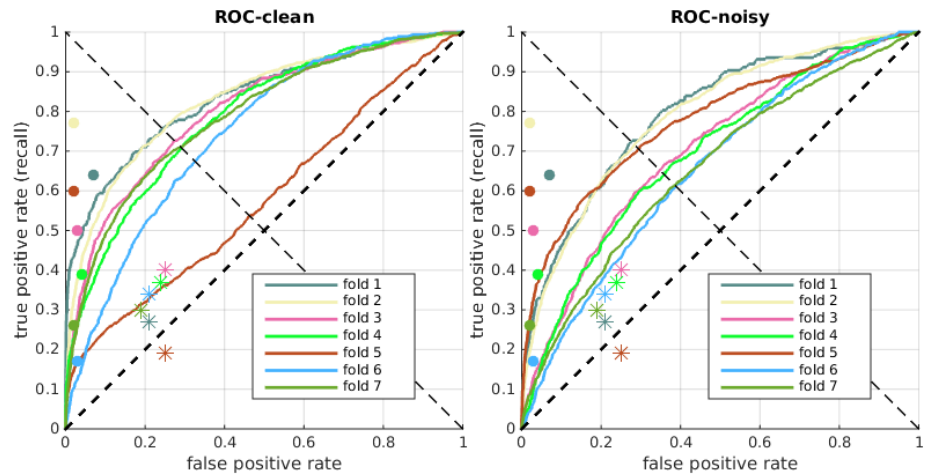 ROC-clean
true positive rate (recall)
1
0.9
0.8
0.7
0.6
0.5
0.4
0.3
0.2
0.1
0
0
0.2
0.4
0.6
0.8
1
false positive rate
fold 1
fold 2
fold 3
fold 4
fold 5
fold 6
fold 7
ROC-noisy
true positive rate (recall)
1
0.9
0.8
0.7
0.6
0.5
0.4
0.3
0.2
0.1
0
0
0.2
0.4
0.6
0.8
1
false positive rate
fold 1
fold 2
fold 3
fold 4
fold 5
fold 6
fold 7